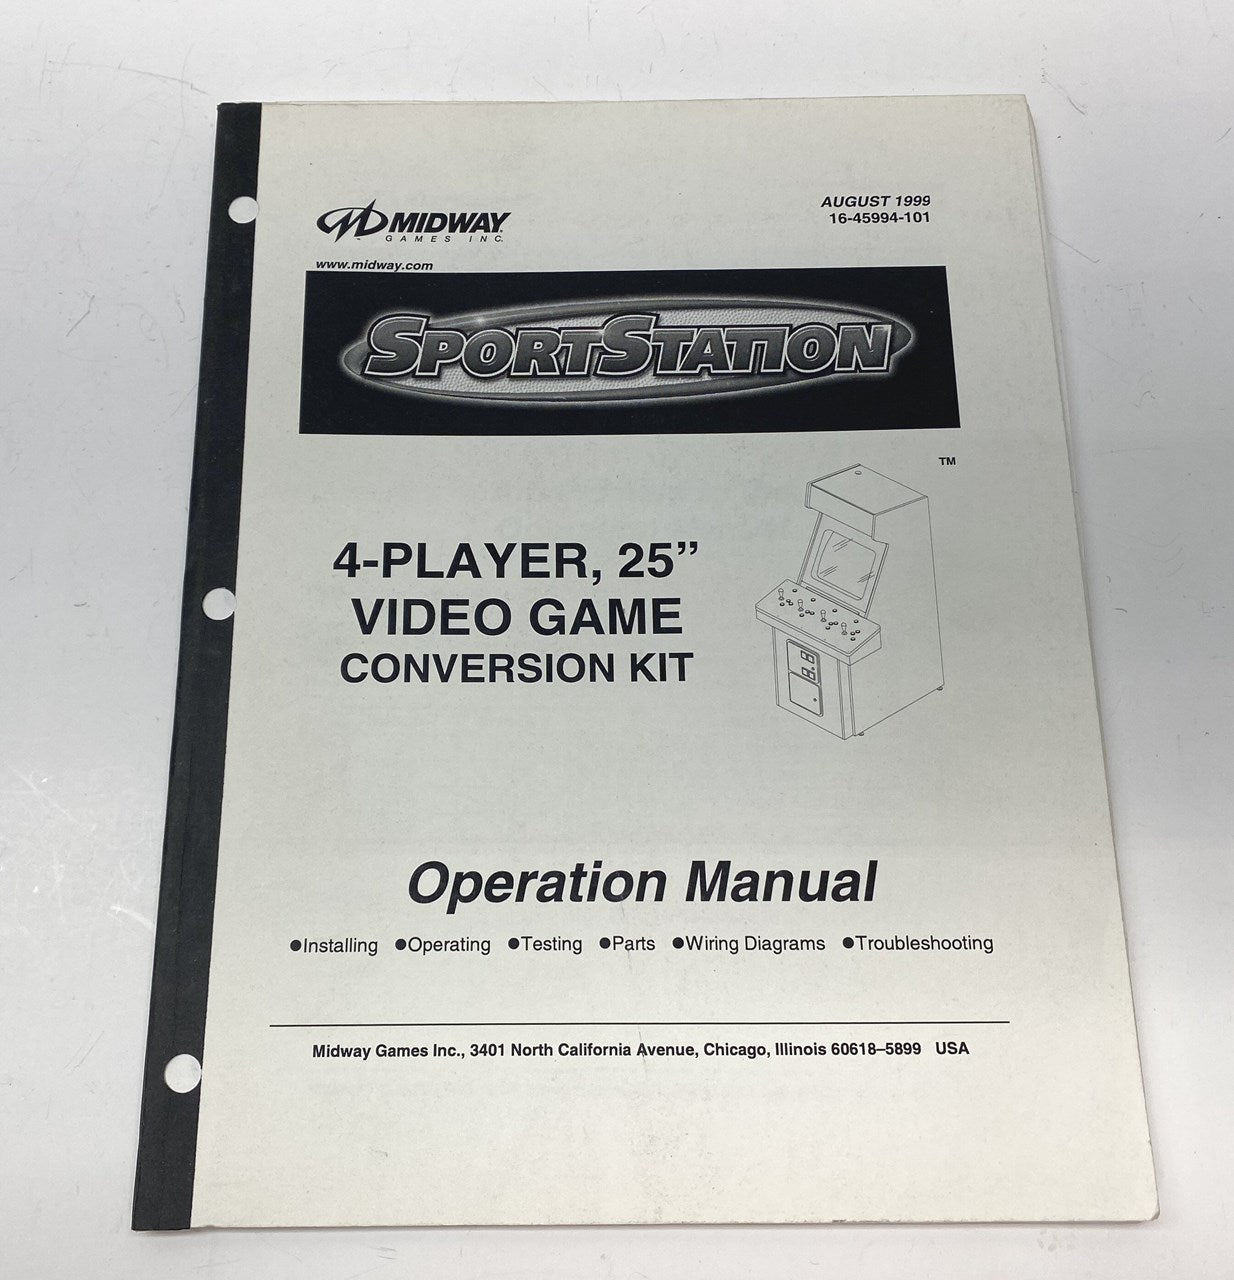 MIDWAY
GAMES INC.
www.midway.com
AUGUST 1999
16-45994-101
SPORTSTATION
TM
4-PLAYER, 25”
VIDEO GAME
CONVERSION KIT
Operation Manual
●Installing ●Operating ●Testing ●Parts ●Wiring Diagrams ●Troubleshooting
Midway Games Inc., 3401 North California Avenue, Chicago, Illinois 60618–5899 USA